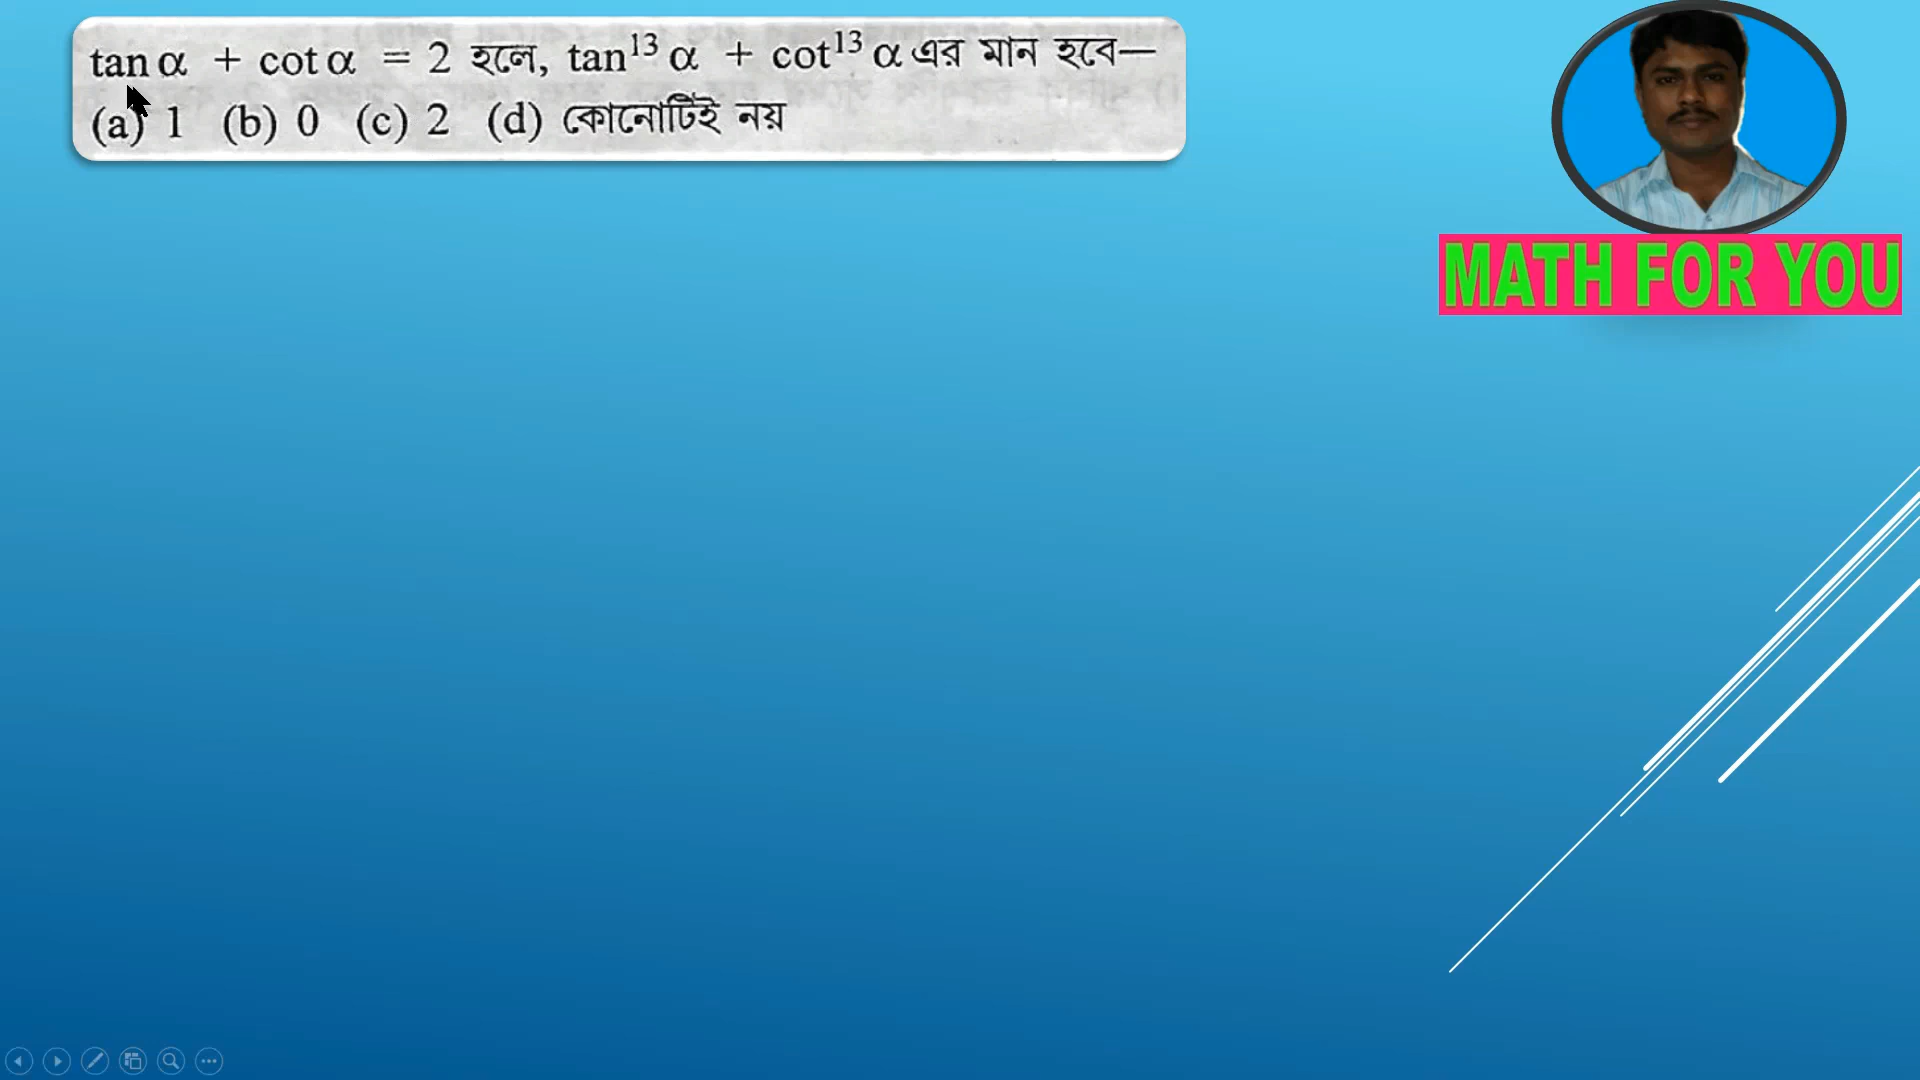 tan α + cot α = 2 হলে, tan¹³ α + cot¹³ α এর মান হবে—
(a) 1 (b) 0 (c) 2 (d) কোনোটিই নয়
MATH FOR YOU